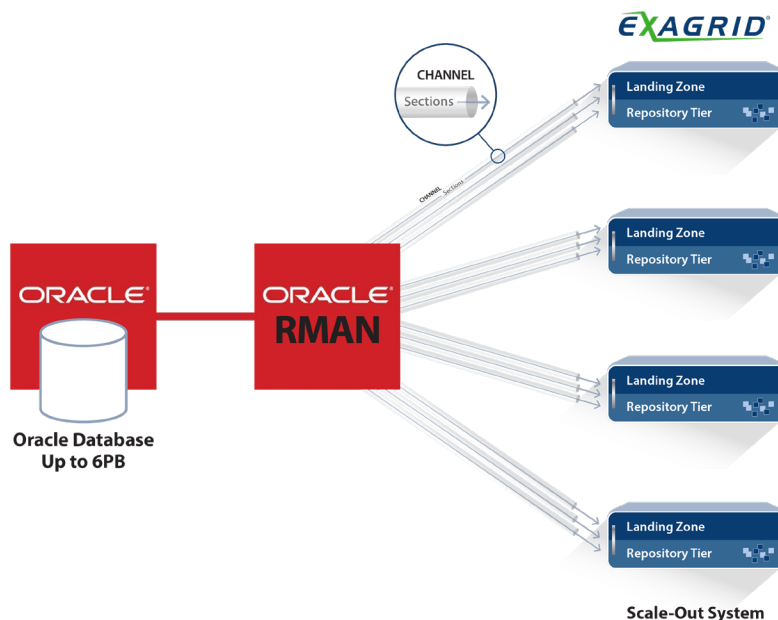 EXAGRID®
CHANNEL
Sections
Landing Zone
Repository Tier
CHANNEL Sections
Landing Zone
Repository Tier
ORACLE®
ORACLE®
RMAN
Oracle Database
Up to 6PB
Landing Zone
Repository Tier
Landing Zone
Repository Tier
Scale-Out System